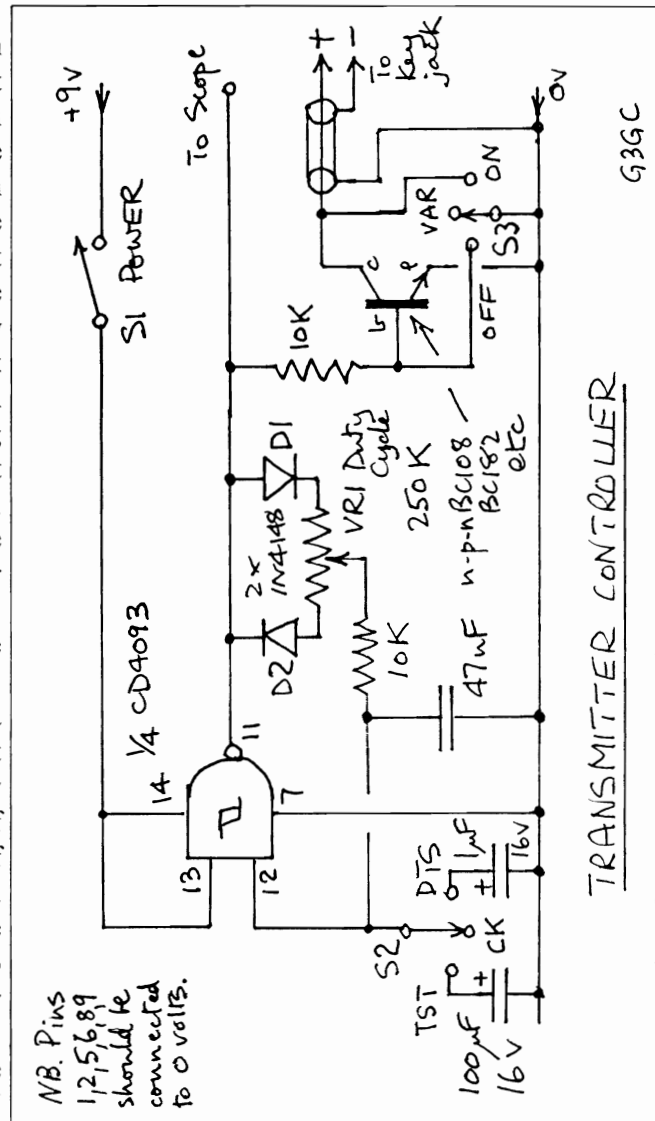 NB. Pins
1,2,5,6,8,9
should be
connected
to 0 volts.
+9V
S1 POWER
To Scope
1/4 CD4093
14
13
12
11
7
D2
2x
1N4148
D1
VR1 Duty
Cycle
250K
10K
10K
47nF
n-p-n BC108
BC182
etc
b
c
e
+
-
To
key
jack
OFF
VAR
ON
S3
0V
S2
TST
CK
DTS
100µF
16V
+
1µF
16V
+
TRANSMITTER CONTROLLER
G3GC